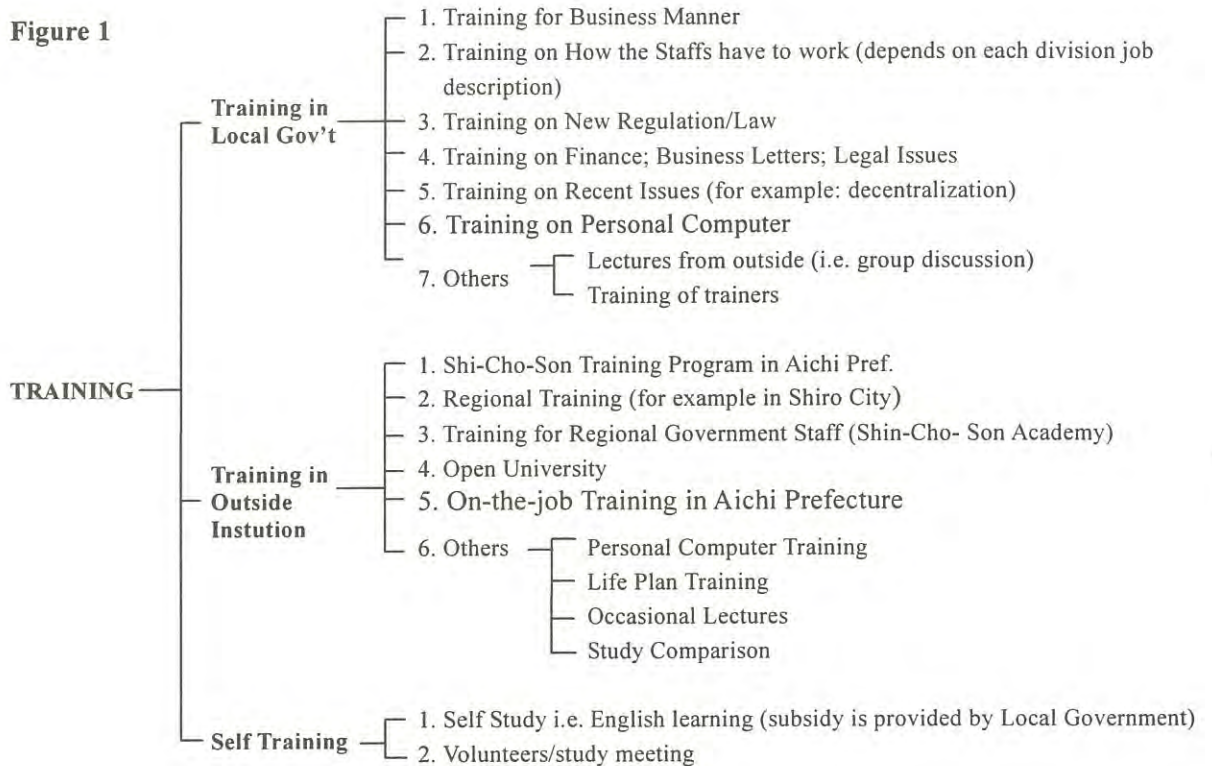 Figure 1
TRAINING
Training in
Local Gov't
1. Training for Business Manner
2. Training on How the Staffs have to work (depends on each division job
description)
3. Training on New Regulation/Law
4. Training on Finance; Business Letters; Legal Issues
5. Training on Recent Issues (for example: decentralization)
6. Training on Personal Computer
7. Others
Lectures from outside (i.e. group discussion)
Training of trainers
Training in
Outside
Instution
1. Shi-Cho-Son Training Program in Aichi Pref.
2. Regional Training (for example in Shiro City)
3. Training for Regional Government Staff (Shin-Cho- Son Academy)
4. Open University
5. On-the-job Training in Aichi Prefecture
6. Others
Personal Computer Training
Life Plan Training
Occasional Lectures
Study Comparison
Self Training
1. Self Study i.e. English learning (subsidy is provided by Local Government)
2. Volunteers/study meeting